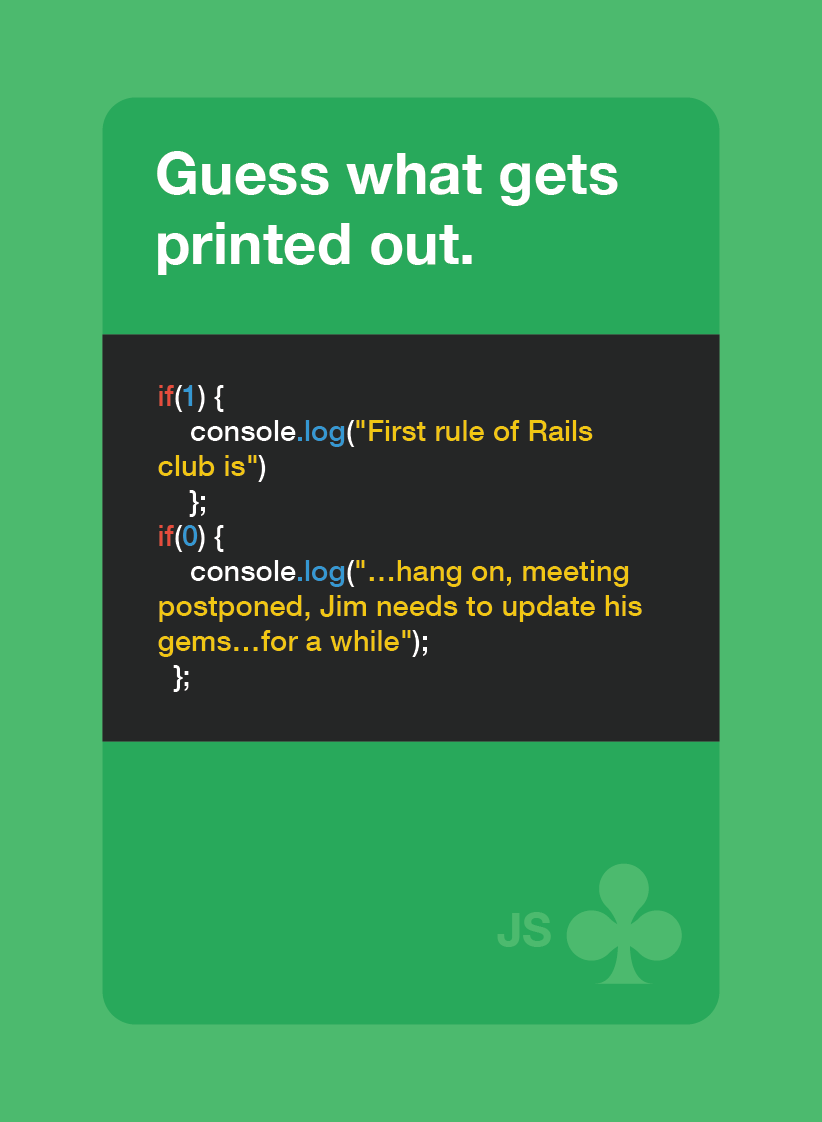 Guess what gets
printed out.
if(1) {
console.log("First rule of Rails
club is")
};
if(0) {
console.log("…hang on, meeting
postponed, Jim needs to update his
gems…for a while");
};
JS